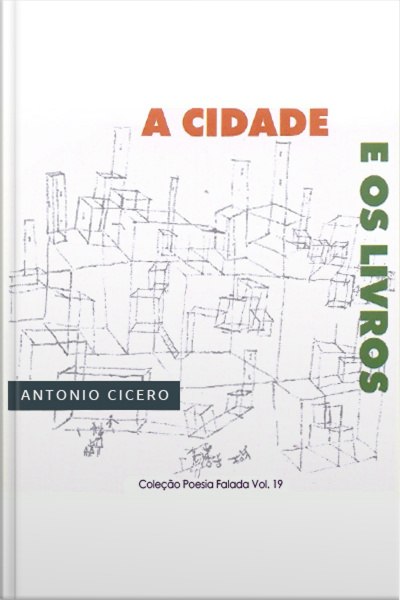 A CIDADE
E OS LIVROS
ANTONIO CICERO
Coleção Poesia Falada Vol. 19